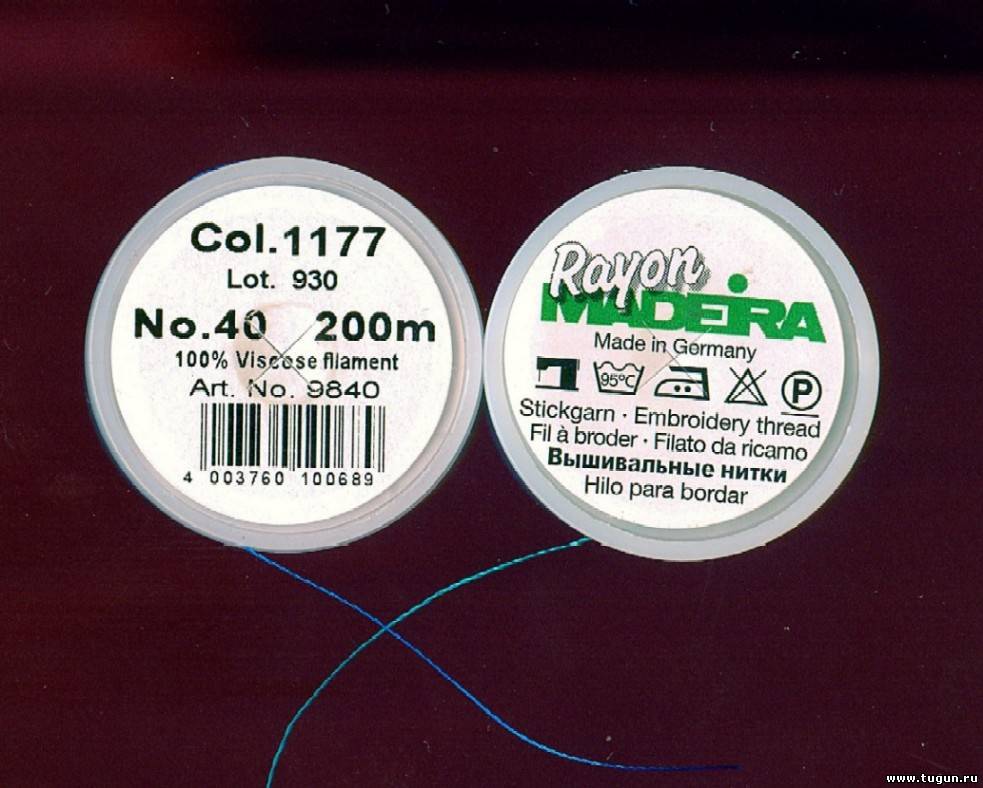 Col.1177
Lot. 930
No.40 200m
100% Viscose filament
Art. No. 9840
4 003760 100689
Rayon
MADEIRA
Made in Germany
95°C
P
Stickgarn · Embroidery thread
Fil à broder · Filato da ricamo
Вышивальные нитки
Hilo para bordar
www.tugun.ru